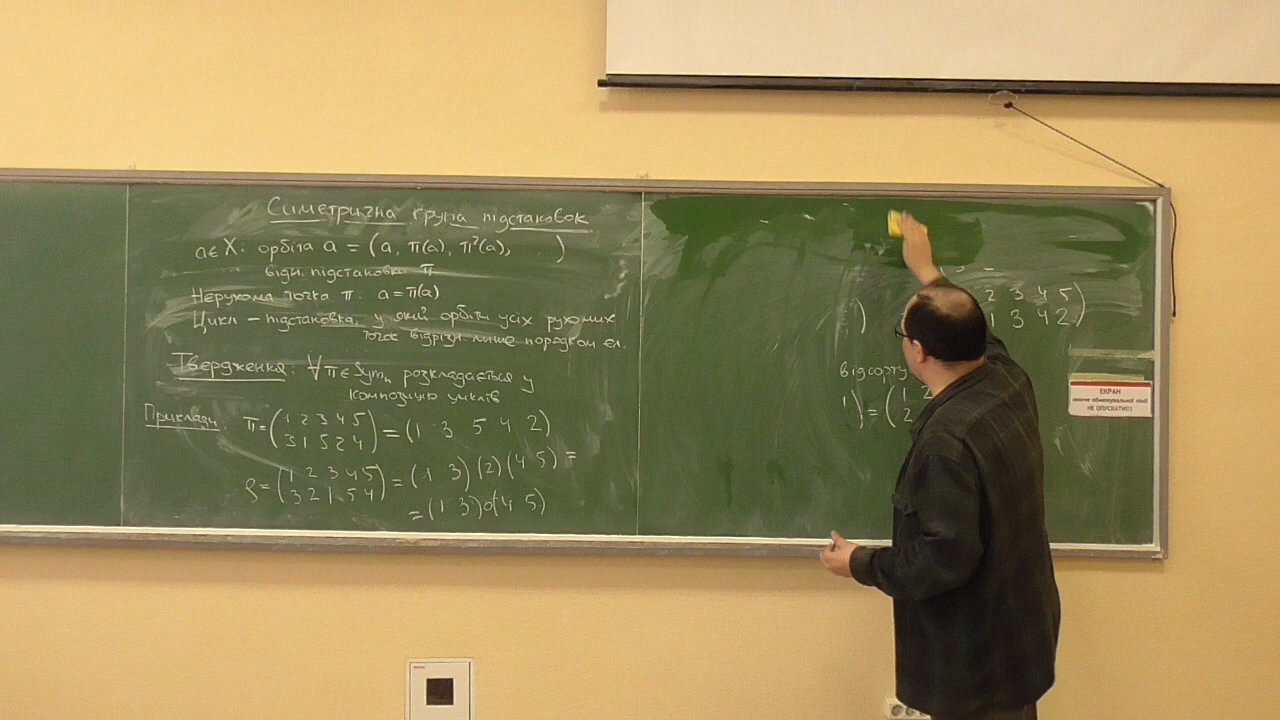 Симетрична група підстановок
a∈X: орбіта a = (a, π(a), π²(a), . )
відн. підстановки π
Нерухома точка π. a=π(a)
Цикл – підстановка, у якій орбіти усіх рухомих
точок відрізн. лише порядком ел.
Твердження: ∀π∈Symₙ розкладається у
композицію циклів
Приклади: π=(1 2 3 4 5 / 3 1 5 2 4) = (1 3 5 4 2)
ρ=(1 2 3 4 5 / 3 2 1 5 4) = (1 3)(2)(4 5) =
=(1 3)∘(4 5)
2 3 4 5
1 3 4 2)
відсорту
)=(1 2
2
ЕКРАН
НЕ ОПУСКАТИ!!!